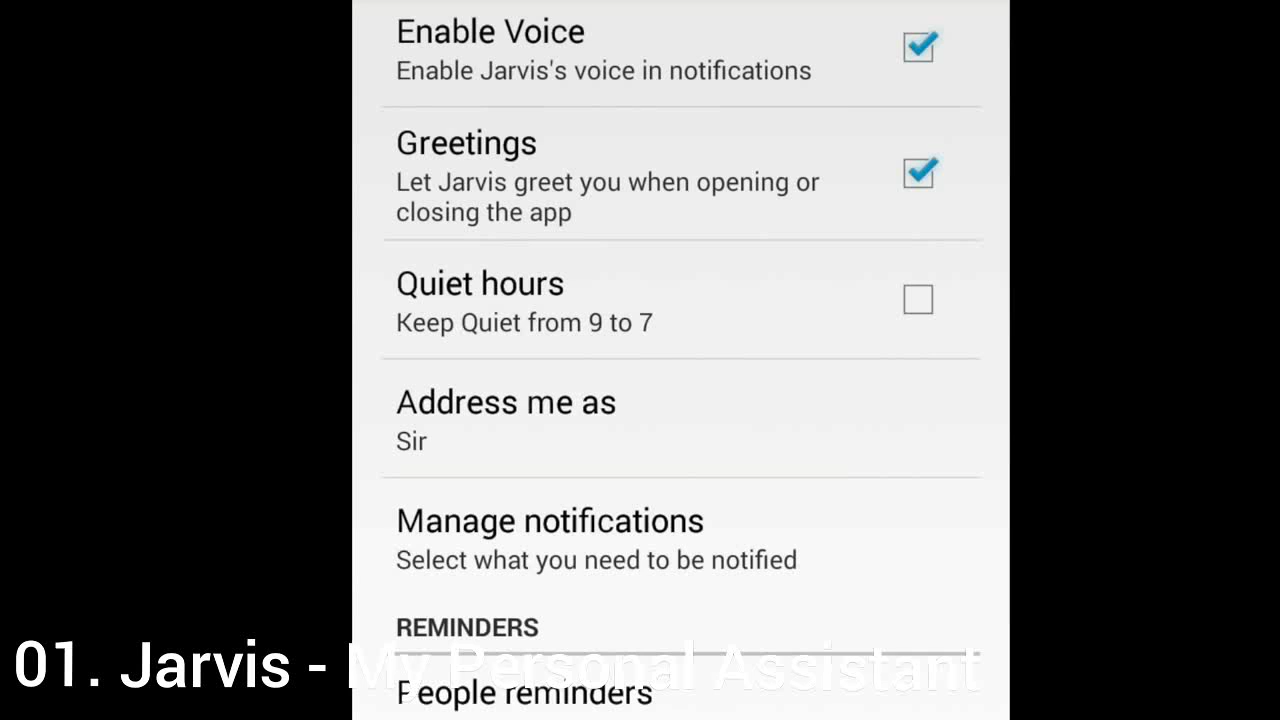 Enable Voice
Enable Jarvis's voice in notifications
Greetings
Let Jarvis greet you when opening or
closing the app
Quiet hours
Keep Quiet from 9 to 7
Address me as
Sir
Manage notifications
Select what you need to be notified
REMINDERS
01. Jarvis - My Personal Assistant
People reminders